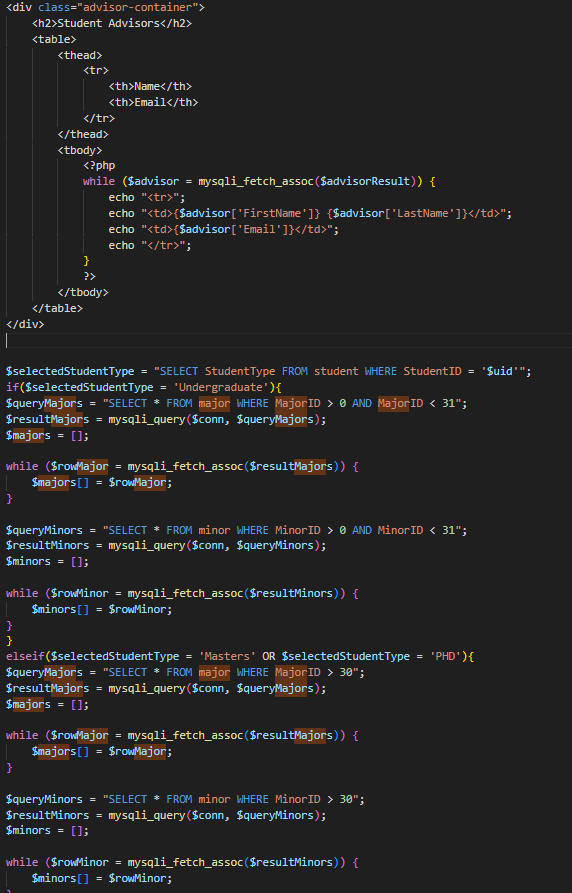 <div class="advisor-container">
    <h2>Student Advisors</h2>
    <table>
        <thead>
            <tr>
                <th>Name</th>
                <th>Email</th>
            </tr>
        </thead>
        <tbody>
            <?php
            while ($advisor = mysqli_fetch_assoc($advisorResult)) {
                echo "<tr>";
                echo "<td>{$advisor['FirstName']} {$advisor['LastName']}</td>";
                echo "<td>{$advisor['Email']}</td>";
                echo "</tr>";
            }
            ?>
        </tbody>
    </table>
</div>
$selectedStudentType = "SELECT StudentType FROM student WHERE StudentID = '$uid'";
if($selectedStudentType = 'Undergraduate'){
$queryMajors = "SELECT * FROM major WHERE MajorID > 0 AND MajorID < 31";
$resultMajors = mysqli_query($conn, $queryMajors);
$majors = [];
while ($rowMajor = mysqli_fetch_assoc($resultMajors)) {
    $majors[] = $rowMajor;
}
$queryMinors = "SELECT * FROM minor WHERE MinorID > 0 AND MinorID < 31";
$resultMinors = mysqli_query($conn, $queryMinors);
$minors = [];
while ($rowMinor = mysqli_fetch_assoc($resultMinors)) {
    $minors[] = $rowMinor;
}
}
elseif($selectedStudentType = 'Masters' OR $selectedStudentType = 'PHD'){
$queryMajors = "SELECT * FROM major WHERE MajorID > 30";
$resultMajors = mysqli_query($conn, $queryMajors);
$majors = [];
while ($rowMajor = mysqli_fetch_assoc($resultMajors)) {
    $majors[] = $rowMajor;
}
$queryMinors = "SELECT * FROM minor WHERE MinorID > 30";
$resultMinors = mysqli_query($conn, $queryMinors);
$minors = [];
while ($rowMinor = mysqli_fetch_assoc($resultMinors)) {
    $minors[] = $rowMinor;